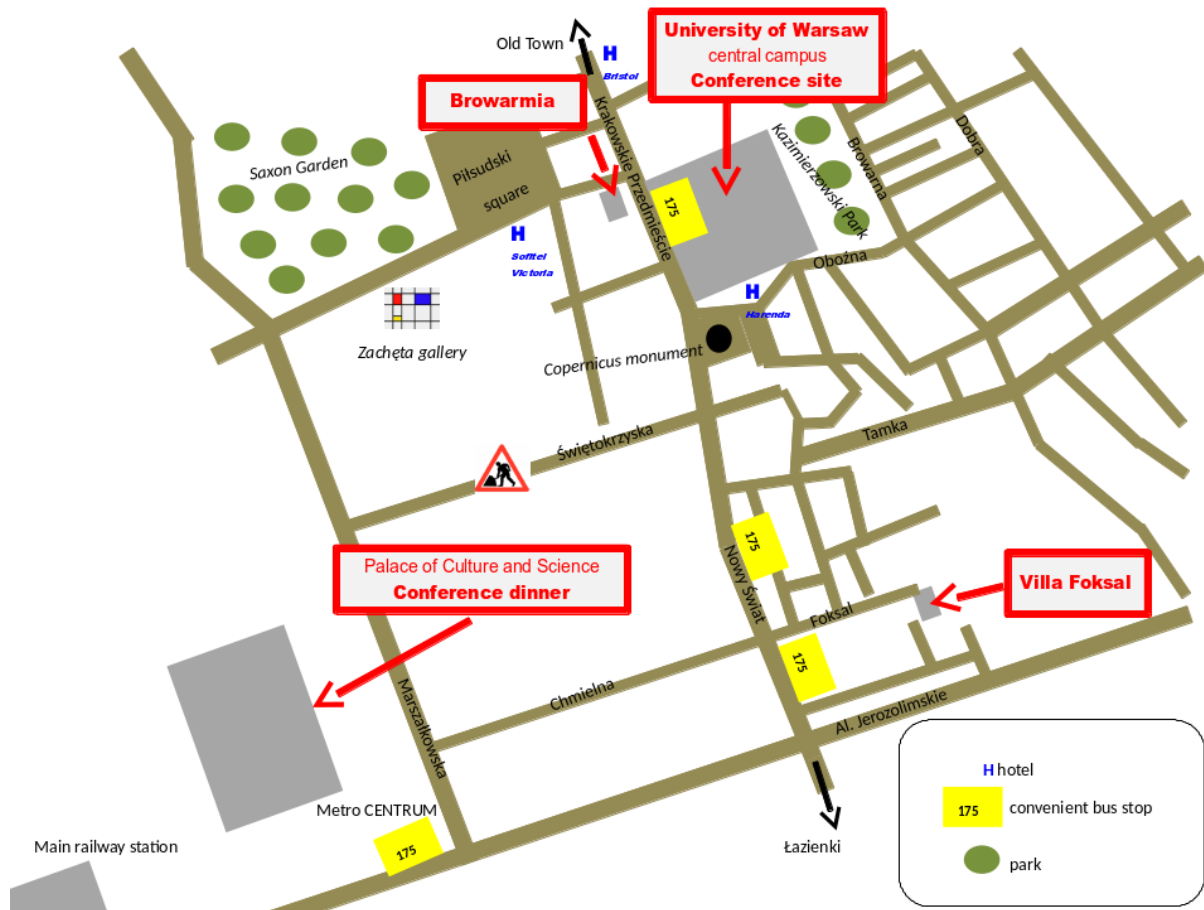 Old Town
H
Bristol
University of Warsaw
central campus
Conference site
Browarmia
Krakowskie Przedmieście
Kazimierzowski Park
Browarna
Dobra
Saxon Garden
Piłsudski
square
175
H
Sofitel
Victoria
Oboźna
H
Harenda
Zachęta gallery
Copernicus monument
Świętokrzyska
Tamka
175
Nowy Świat
Palace of Culture and Science
Conference dinner
Villa Foksal
Foksal
175
Chmielna
Marszałkowska
Al. Jerozolimskie
Metro CENTRUM
175
Main railway station
Łazienki
H hotel
175 convenient bus stop
park